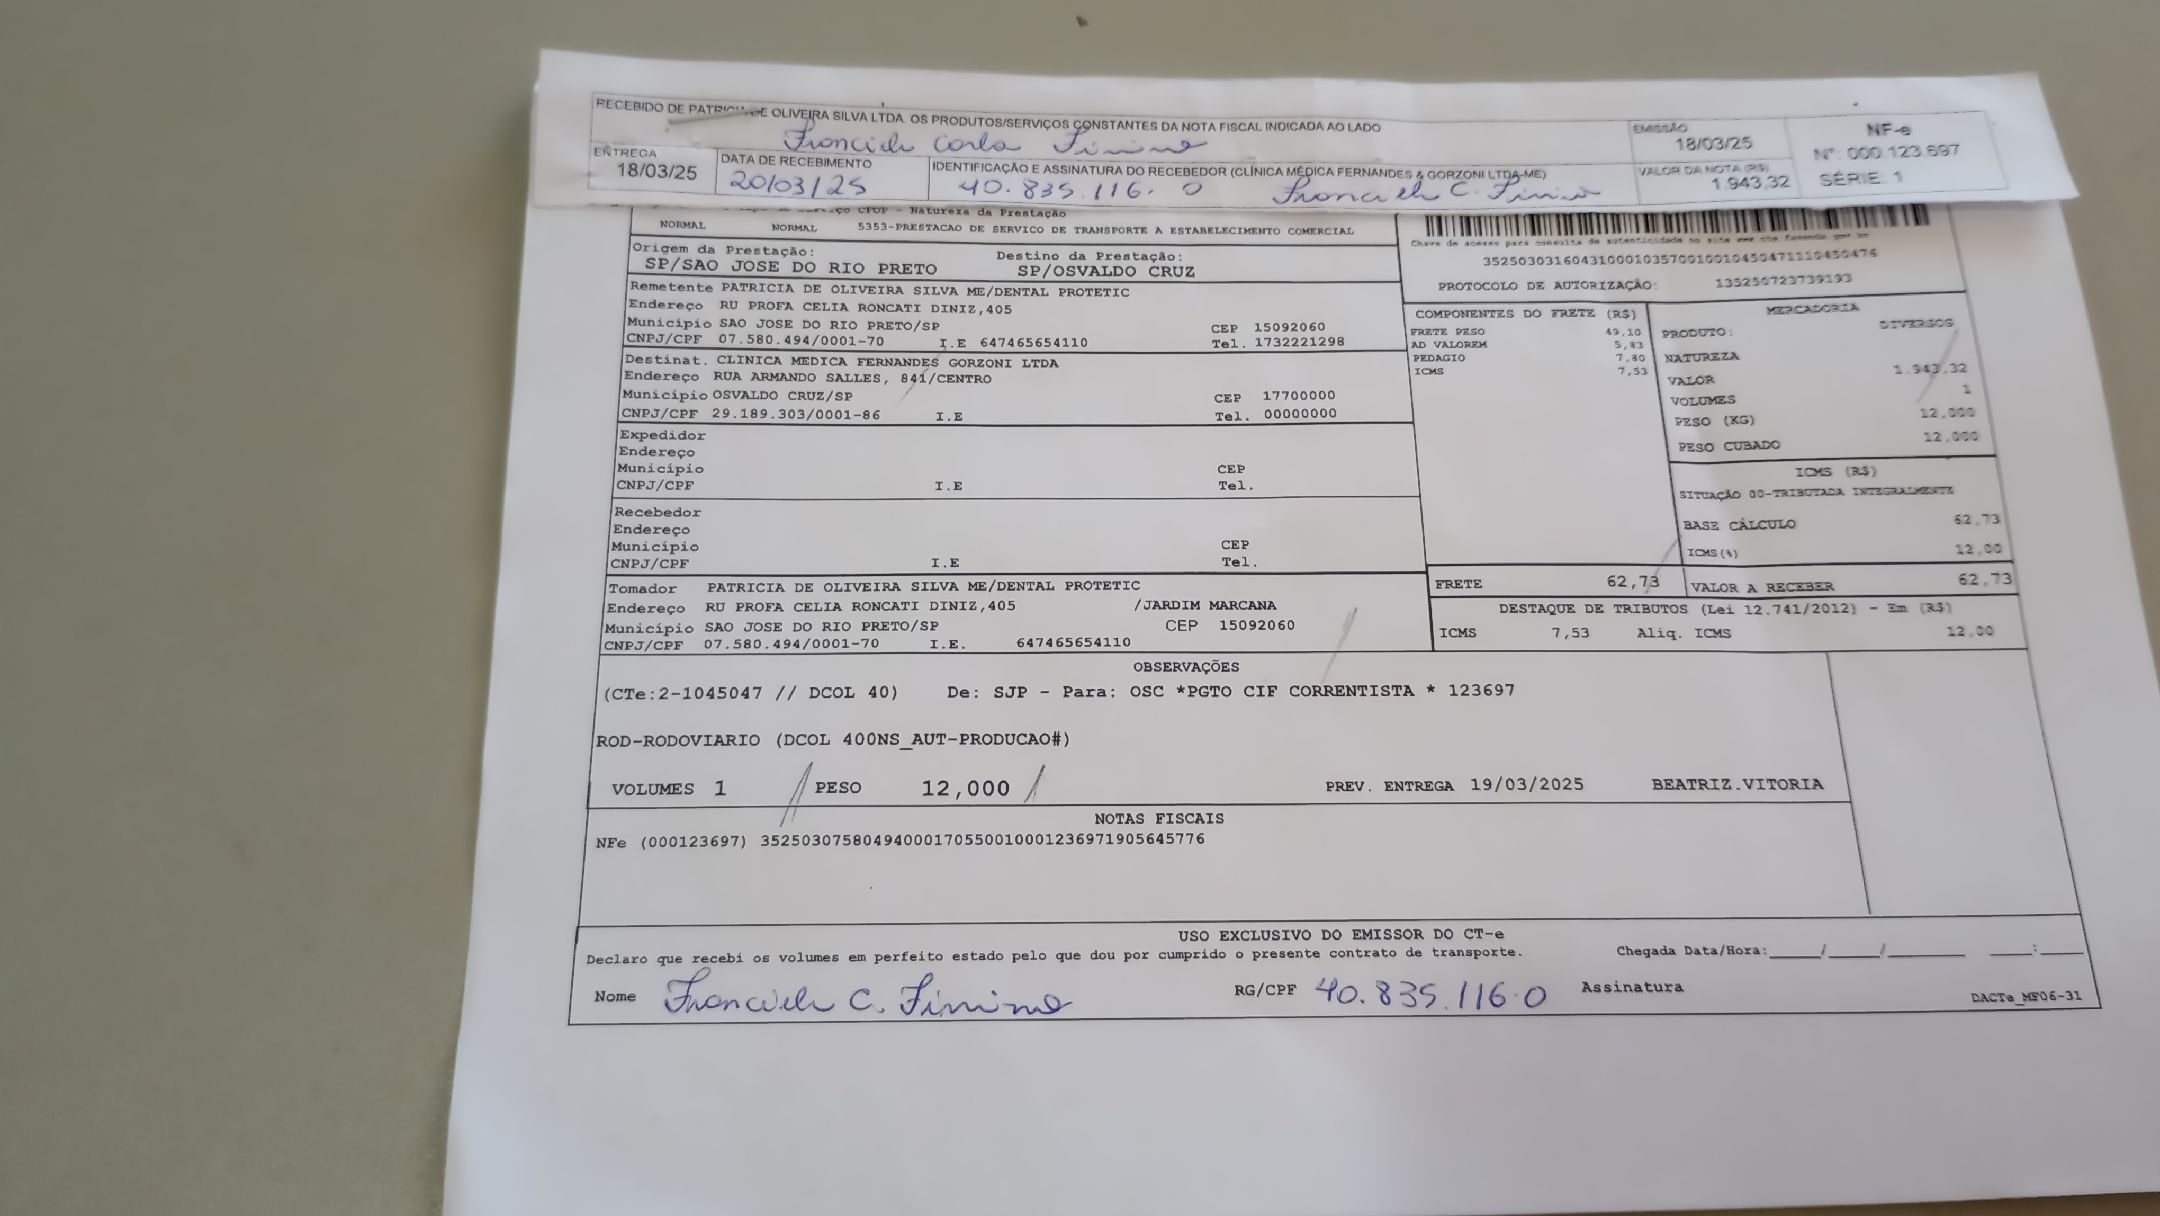 RECEBIDO DE PATRICIA DE OLIVEIRA SILVA LTDA OS PRODUTOS/SERVIÇOS CONSTANTES DA NOTA FISCAL INDICADA AO LADO
ENTREGA
18/03/25
DATA DE RECEBIMENTO
20/03/25
IDENTIFICAÇÃO E ASSINATURA DO RECEBEDOR (CLÍNICA MÉDICA FERNANDES & GORZONI LTDA-ME)
40.835.116.0
EMISSÃO
18/03/25
VALOR DA NOTA (R$)
1.943,32
NF-e
Nº: 000.123.697
SÉRIE: 1
CFOP - Natureza da Prestação
NORMAL NORMAL 5353-PRESTACAO DE SERVICO DE TRANSPORTE A ESTABELECIMENTO COMERCIAL
Origem da Prestação: Destino da Prestação:
SP/SAO JOSE DO RIO PRETO SP/OSVALDO CRUZ
Chave de acesso para consulta de autenticidade no site
PROTOCOLO DE AUTORIZAÇÃO: 135250723739193
Remetente PATRICIA DE OLIVEIRA SILVA ME/DENTAL PROTETIC
Endereço RU PROFA CELIA RONCATI DINIZ,405
Município SAO JOSE DO RIO PRETO/SP CEP 15092060
CNPJ/CPF 07.580.494/0001-70 I.E 647465654110 Tel. 1732221298
Destinat. CLINICA MEDICA FERNANDES GORZONI LTDA
Endereço RUA ARMANDO SALLES, 841/CENTRO
Município OSVALDO CRUZ/SP CEP 17700000
CNPJ/CPF 29.189.303/0001-86 I.E Tel. 00000000
Expedidor
Endereço
Município CEP
CNPJ/CPF I.E Tel.
Recebedor
Endereço
Município CEP
CNPJ/CPF I.E Tel.
Tomador PATRICIA DE OLIVEIRA SILVA ME/DENTAL PROTETIC
Endereço RU PROFA CELIA RONCATI DINIZ,405 /JARDIM MARCANA
Município SAO JOSE DO RIO PRETO/SP CEP 15092060
CNPJ/CPF 07.580.494/0001-70 I.E. 647465654110
COMPONENTES DO FRETE (R$)
FRETE PESO 49,10
AD VALOREM 5,83
PEDAGIO 7,80
ICMS 7,53
MERCADORIA
PRODUTO: DIVERSOS
NATUREZA
VALOR 1.943,32
VOLUMES 1
PESO (KG) 12,000
PESO CUBADO 12,000
ICMS (R$)
SITUAÇÃO 00-TRIBUTADA INTEGRALMENTE
BASE CÁLCULO 62,73
ICMS(%) 12,00
FRETE 62,73 VALOR A RECEBER 62,73
DESTAQUE DE TRIBUTOS (Lei 12.741/2012) - Em (R$)
ICMS 7,53 Aliq. ICMS 12,00
OBSERVAÇÕES
(CTe:2-1045047 // DCOL 40) De: SJP - Para: OSC *PGTO CIF CORRENTISTA * 123697
ROD-RODOVIARIO (DCOL 400NS_AUT-PRODUCAO#)
VOLUMES 1 PESO 12,000 PREV. ENTREGA 19/03/2025 BEATRIZ.VITORIA
NOTAS FISCAIS
NFe (000123697) 35250307580494000170550010001236971905645776
USO EXCLUSIVO DO EMISSOR DO CT-e
Declaro que recebi os volumes em perfeito estado pelo que dou por cumprido o presente contrato de transporte. Chegada Data/Hora:____/____/______ ___:___
Nome RG/CPF 40.835.116.0 Assinatura
DACTe_MF06-31